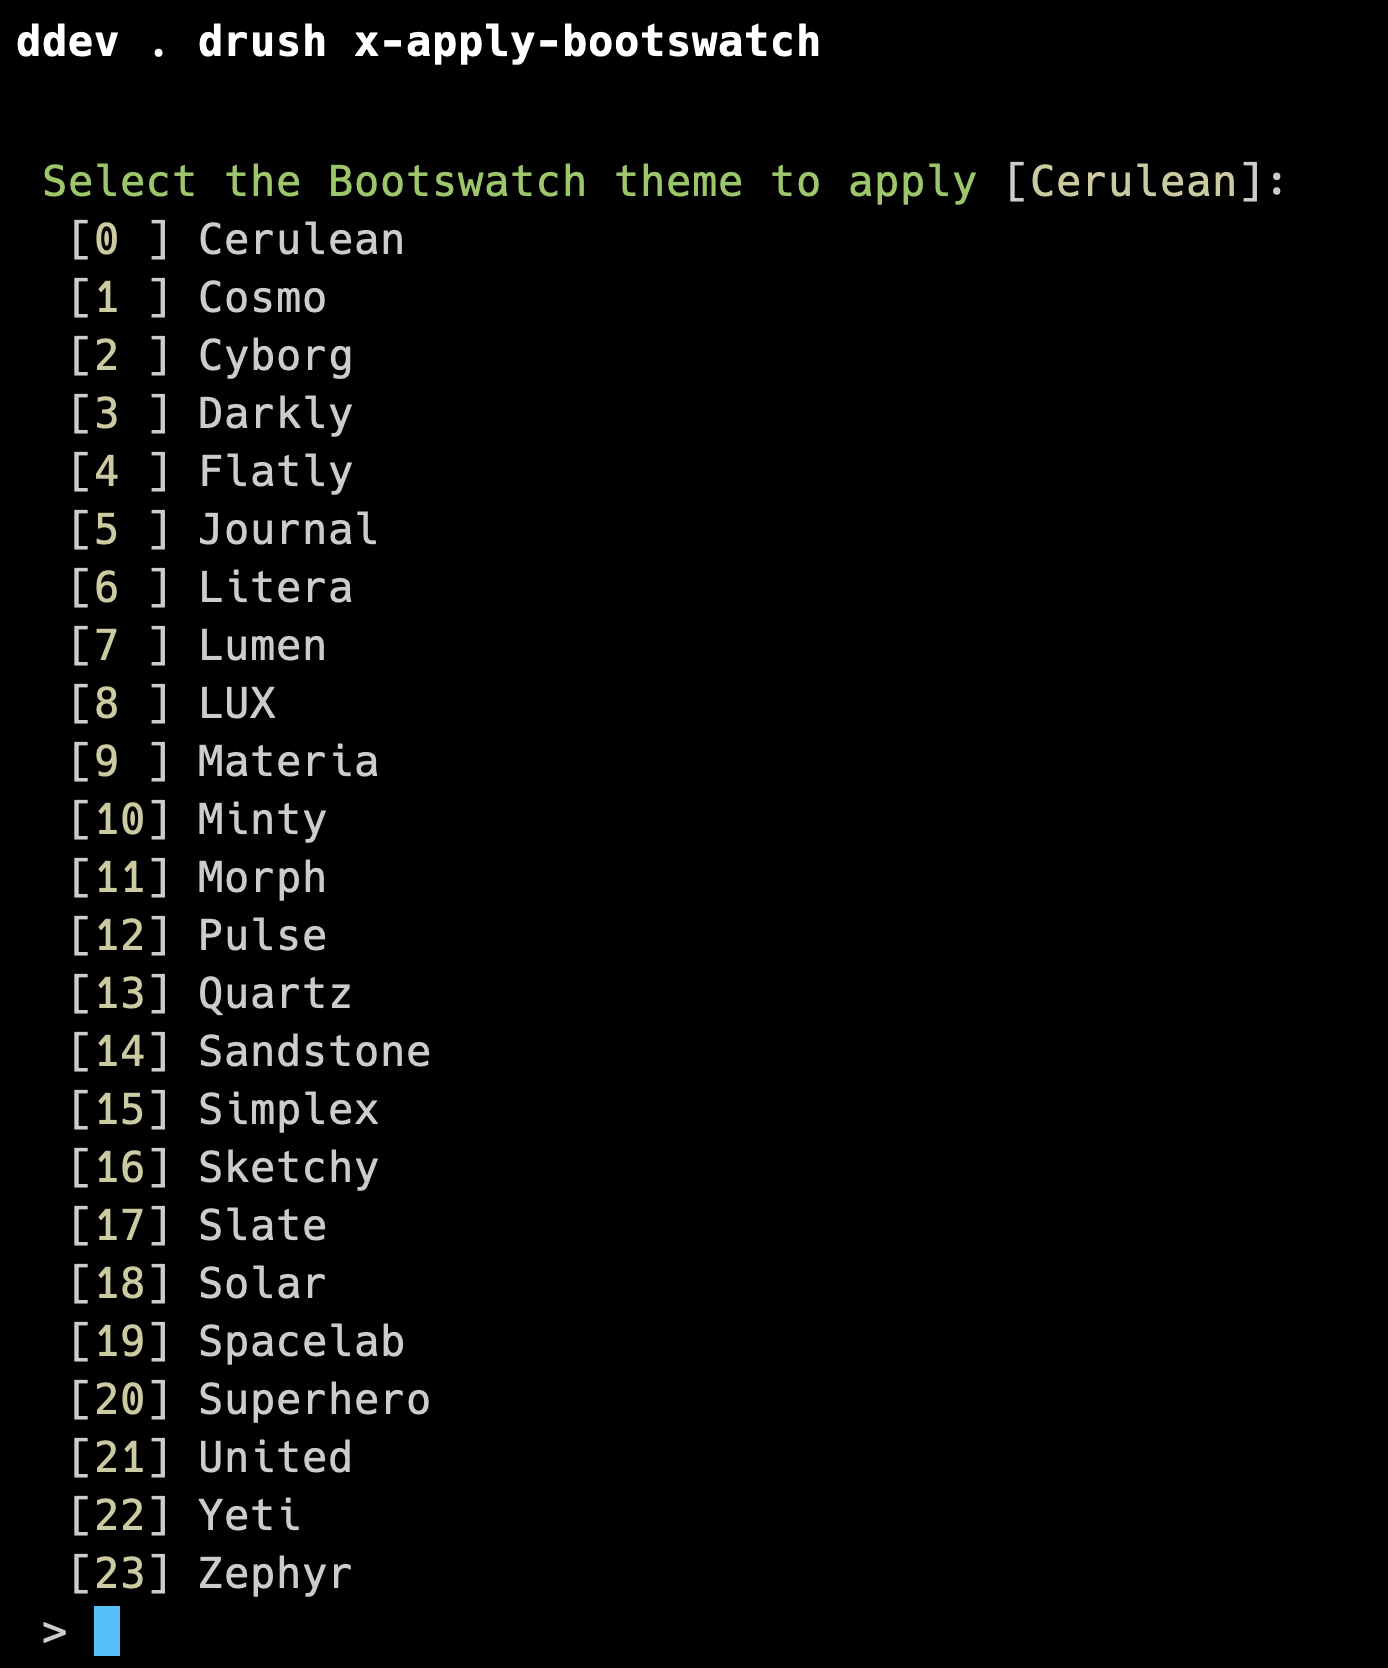 ddev . drush x-apply-bootswatch
Select the Bootswatch theme to apply [Cerulean]:
[0 ] Cerulean
[1 ] Cosmo
[2 ] Cyborg
[3 ] Darkly
[4 ] Flatly
[5 ] Journal
[6 ] Litera
[7 ] Lumen
[8 ] LUX
[9 ] Materia
[10] Minty
[11] Morph
[12] Pulse
[13] Quartz
[14] Sandstone
[15] Simplex
[16] Sketchy
[17] Slate
[18] Solar
[19] Spacelab
[20] Superhero
[21] United
[22] Yeti
[23] Zephyr
>